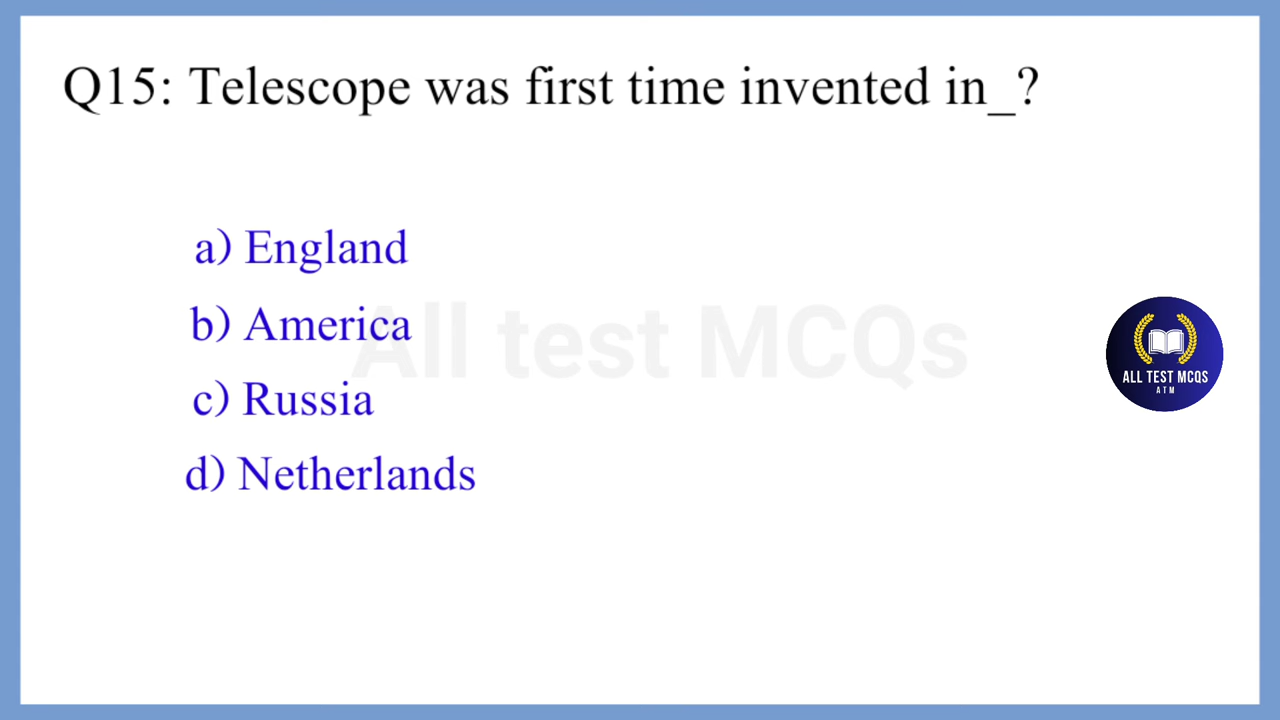 Q15: Telescope was first time invented in_?
a) England
b) America
All test MCQs
c) Russia
d) Netherlands
ALL TEST MCQS
ATM